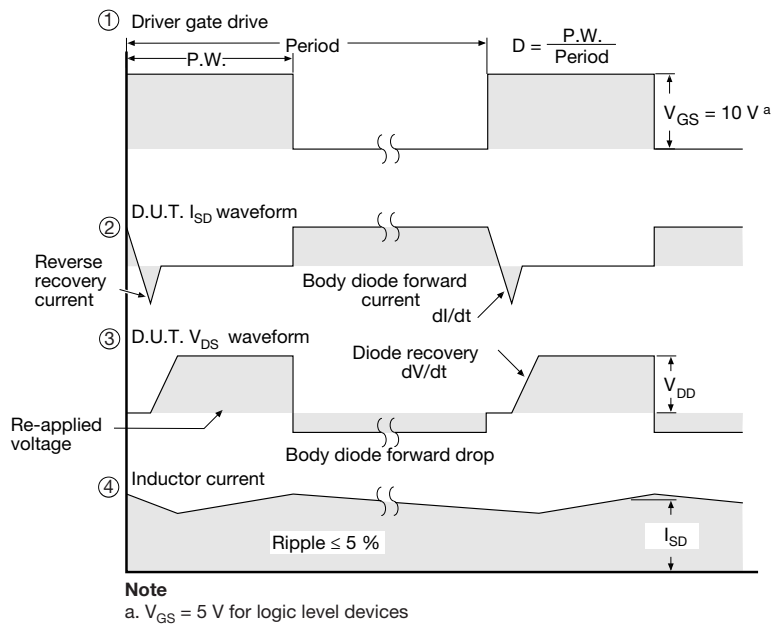 ① Driver gate drive
Period
P.W.
D = P.W. / Period
V_GS = 10 V ᵃ
② D.U.T. I_SD waveform
Reverse
recovery
current
Body diode forward
current
dI/dt
③ D.U.T. V_DS waveform
Diode recovery
dV/dt
V_DD
Re-applied
voltage
Body diode forward drop
④ Inductor current
Ripple ≤ 5 %
I_SD
Note
a. V_GS = 5 V for logic level devices